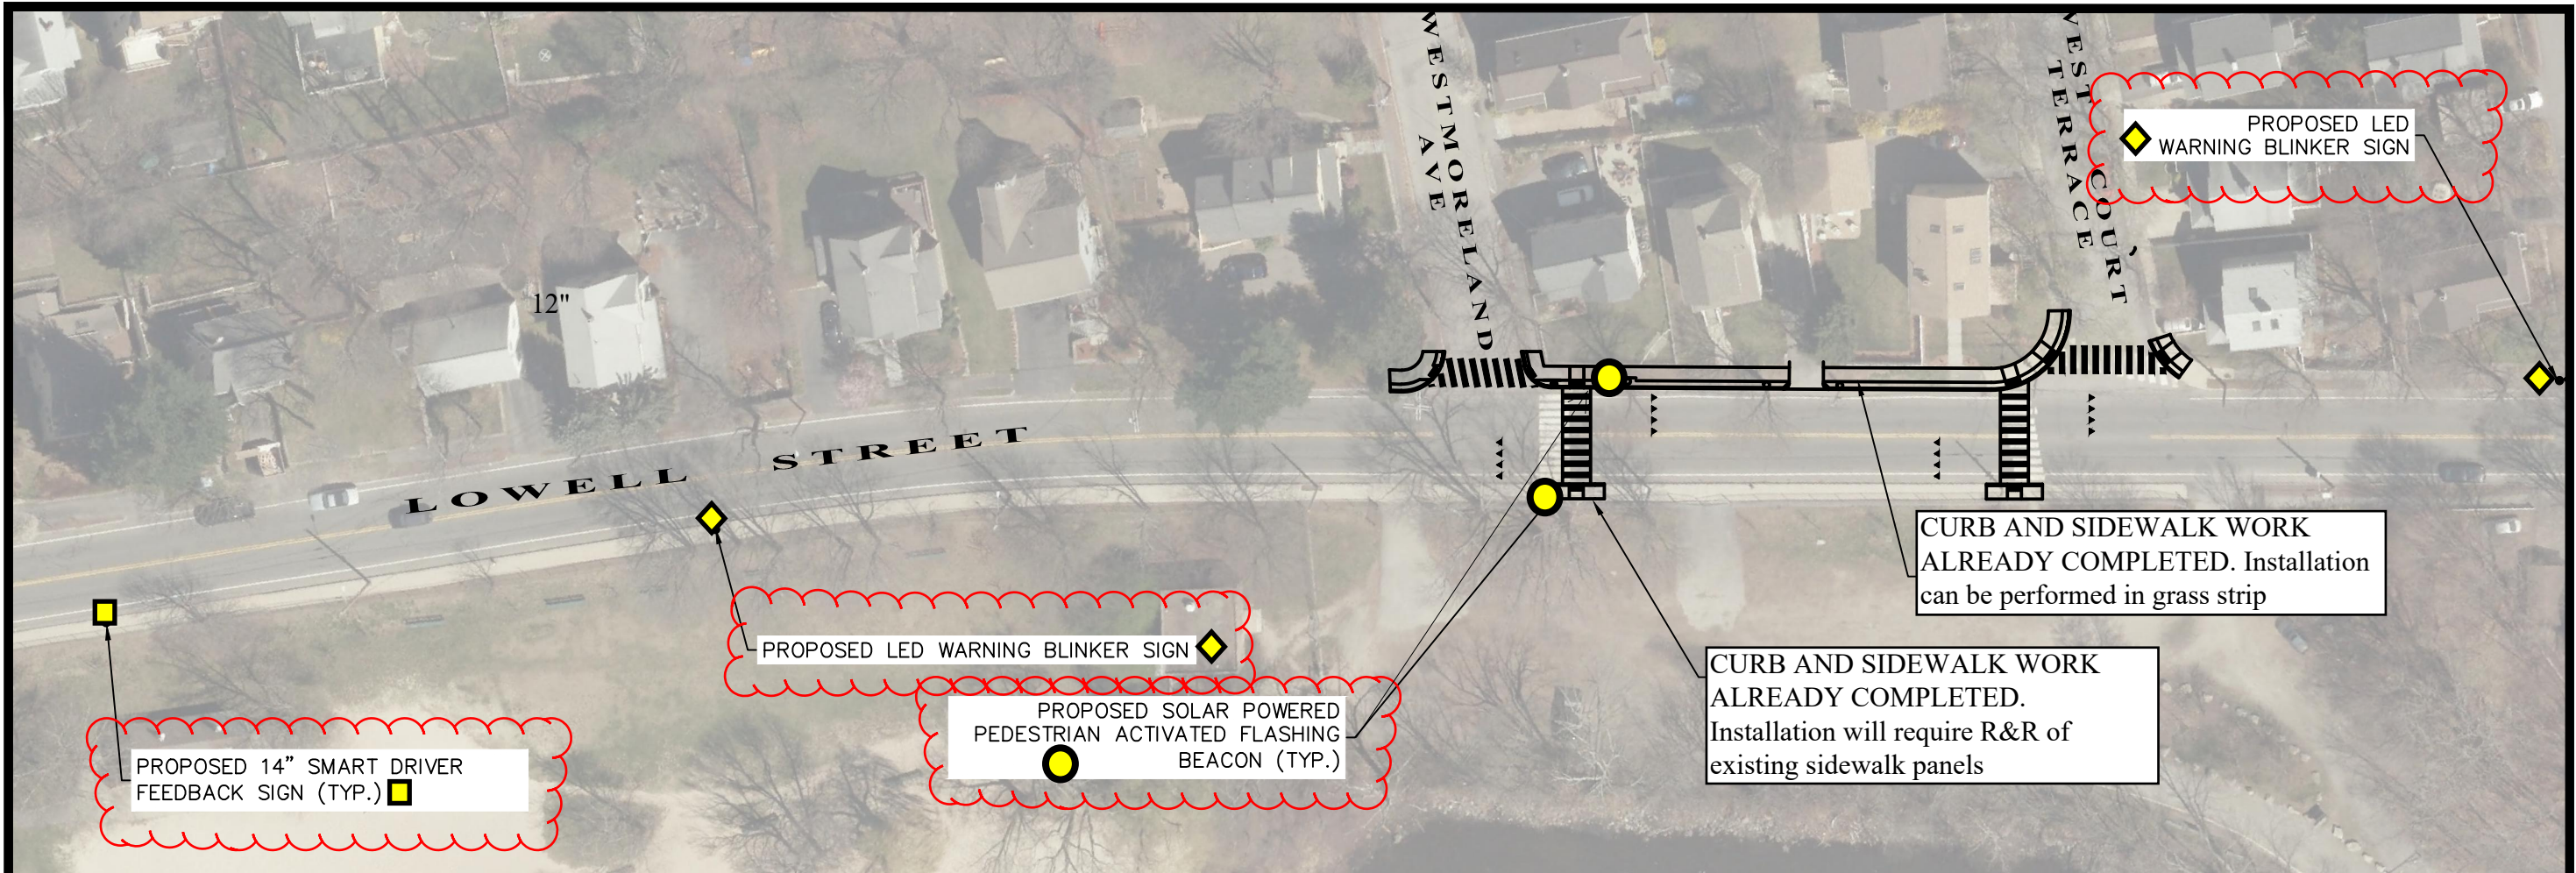 WESTMORELAND
AVE
WEST COURT
TERRACE
PROPOSED LED
WARNING BLINKER SIGN
12"
LOWELL STREET
CURB AND SIDEWALK WORK
ALREADY COMPLETED. Installation
can be performed in grass strip
PROPOSED LED WARNING BLINKER SIGN
CURB AND SIDEWALK WORK
ALREADY COMPLETED.
Installation will require R&R of
existing sidewalk panels
PROPOSED SOLAR POWERED
PEDESTRIAN ACTIVATED FLASHING
BEACON (TYP.)
PROPOSED 14" SMART DRIVER
FEEDBACK SIGN (TYP.)